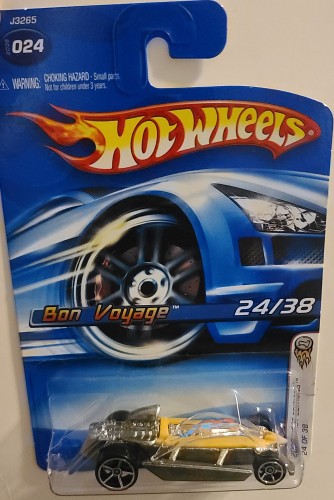 J3265
024
WARNING: CHOKING HAZARD - Small parts
Not for children under 3 years.
HOT WHEELS
Bon Voyage™
24/38
24 OF 38